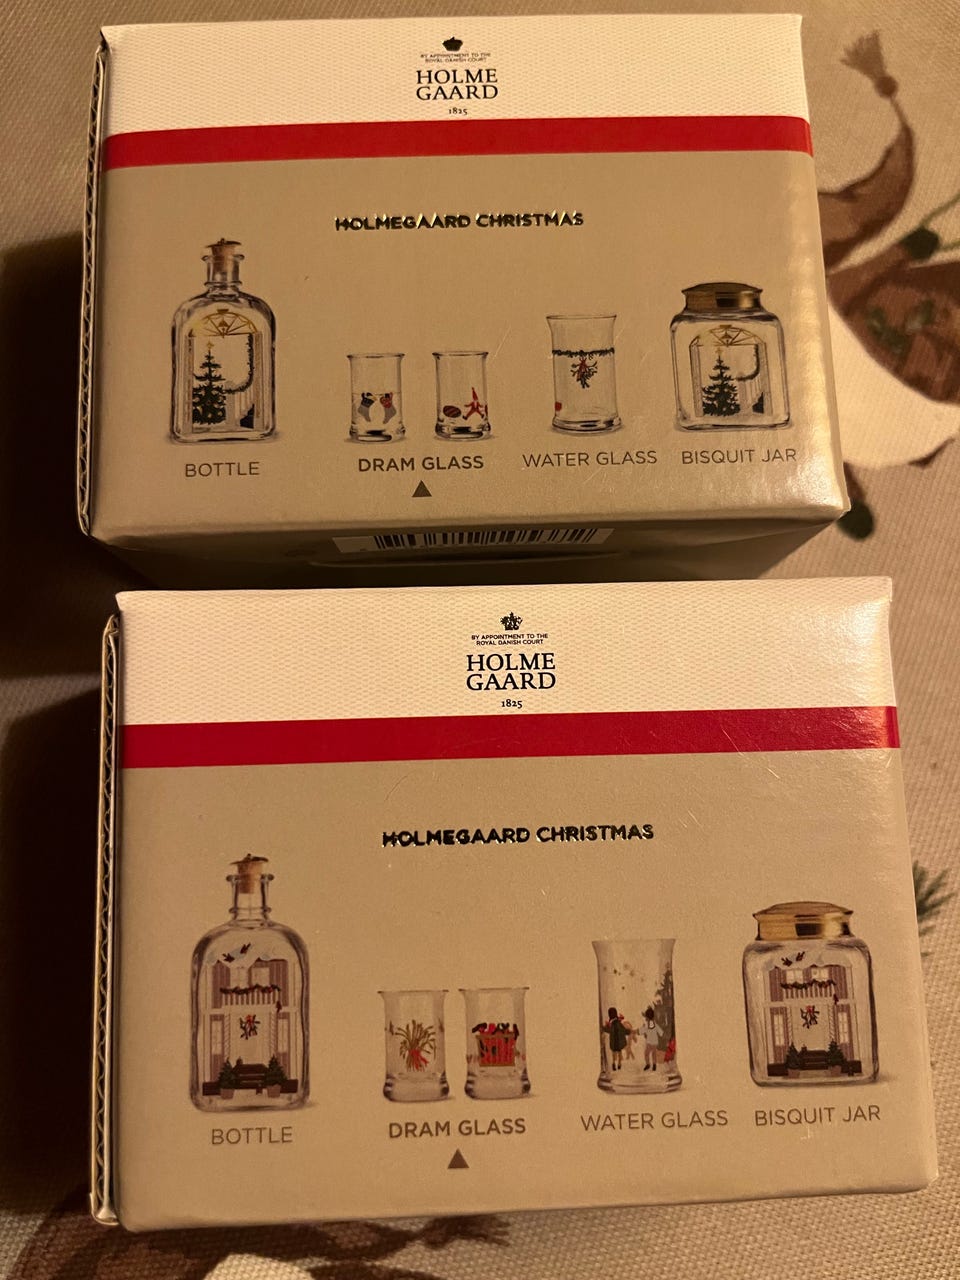 BY APPOINTMENT TO THE
ROYAL DANISH COURT
HOLME
GAARD
1825
HOLMEGAARD CHRISTMAS
BOTTLE
DRAM GLASS
WATER GLASS
BISQUIT JAR
BY APPOINTMENT TO THE
ROYAL DANISH COURT
HOLME
GAARD
1825
HOLMEGAARD CHRISTMAS
BOTTLE
DRAM GLASS
WATER GLASS
BISQUIT JAR